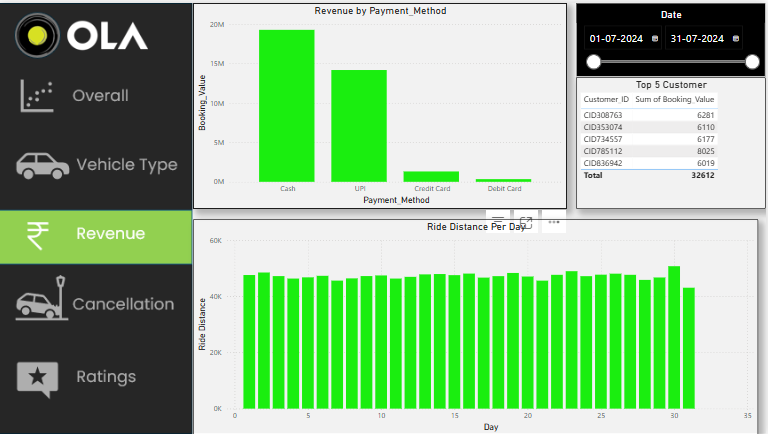 OLA
Overall
Vehicle Type
Revenue
Cancellation
Ratings
Revenue by Payment_Method
Booking_Value
20M
15M
10M
5M
0M
Cash UPI Credit Card Debit Card
Payment_Method
Date
01-07-2024 31-07-2024
Top 5 Customer
Customer_ID Sum of Booking_Value
CID308763 6281
CID353074 6110
CID734557 6177
CID785112 8025
CID836942 6019
Total 32612
Ride Distance Per Day
Ride Distance
60K
40K
20K
0K
0 5 10 15 20 25 30 35
Day